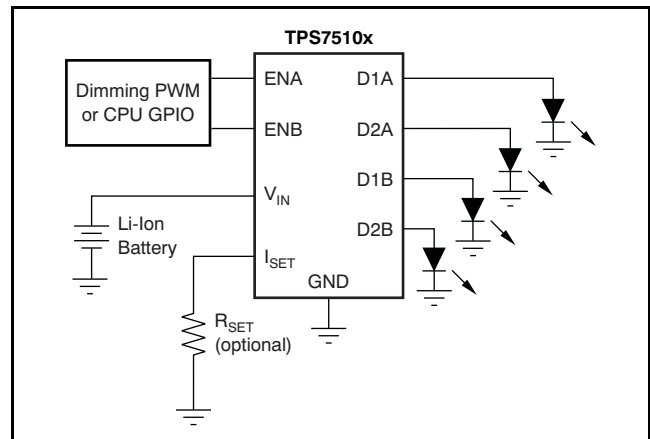 TPS7510x
Dimming PWM
or CPU GPIO
ENA
D1A
ENB
D2A
D1B
VIN
Li-Ion
Battery
D2B
ISET
GND
RSET
(optional)